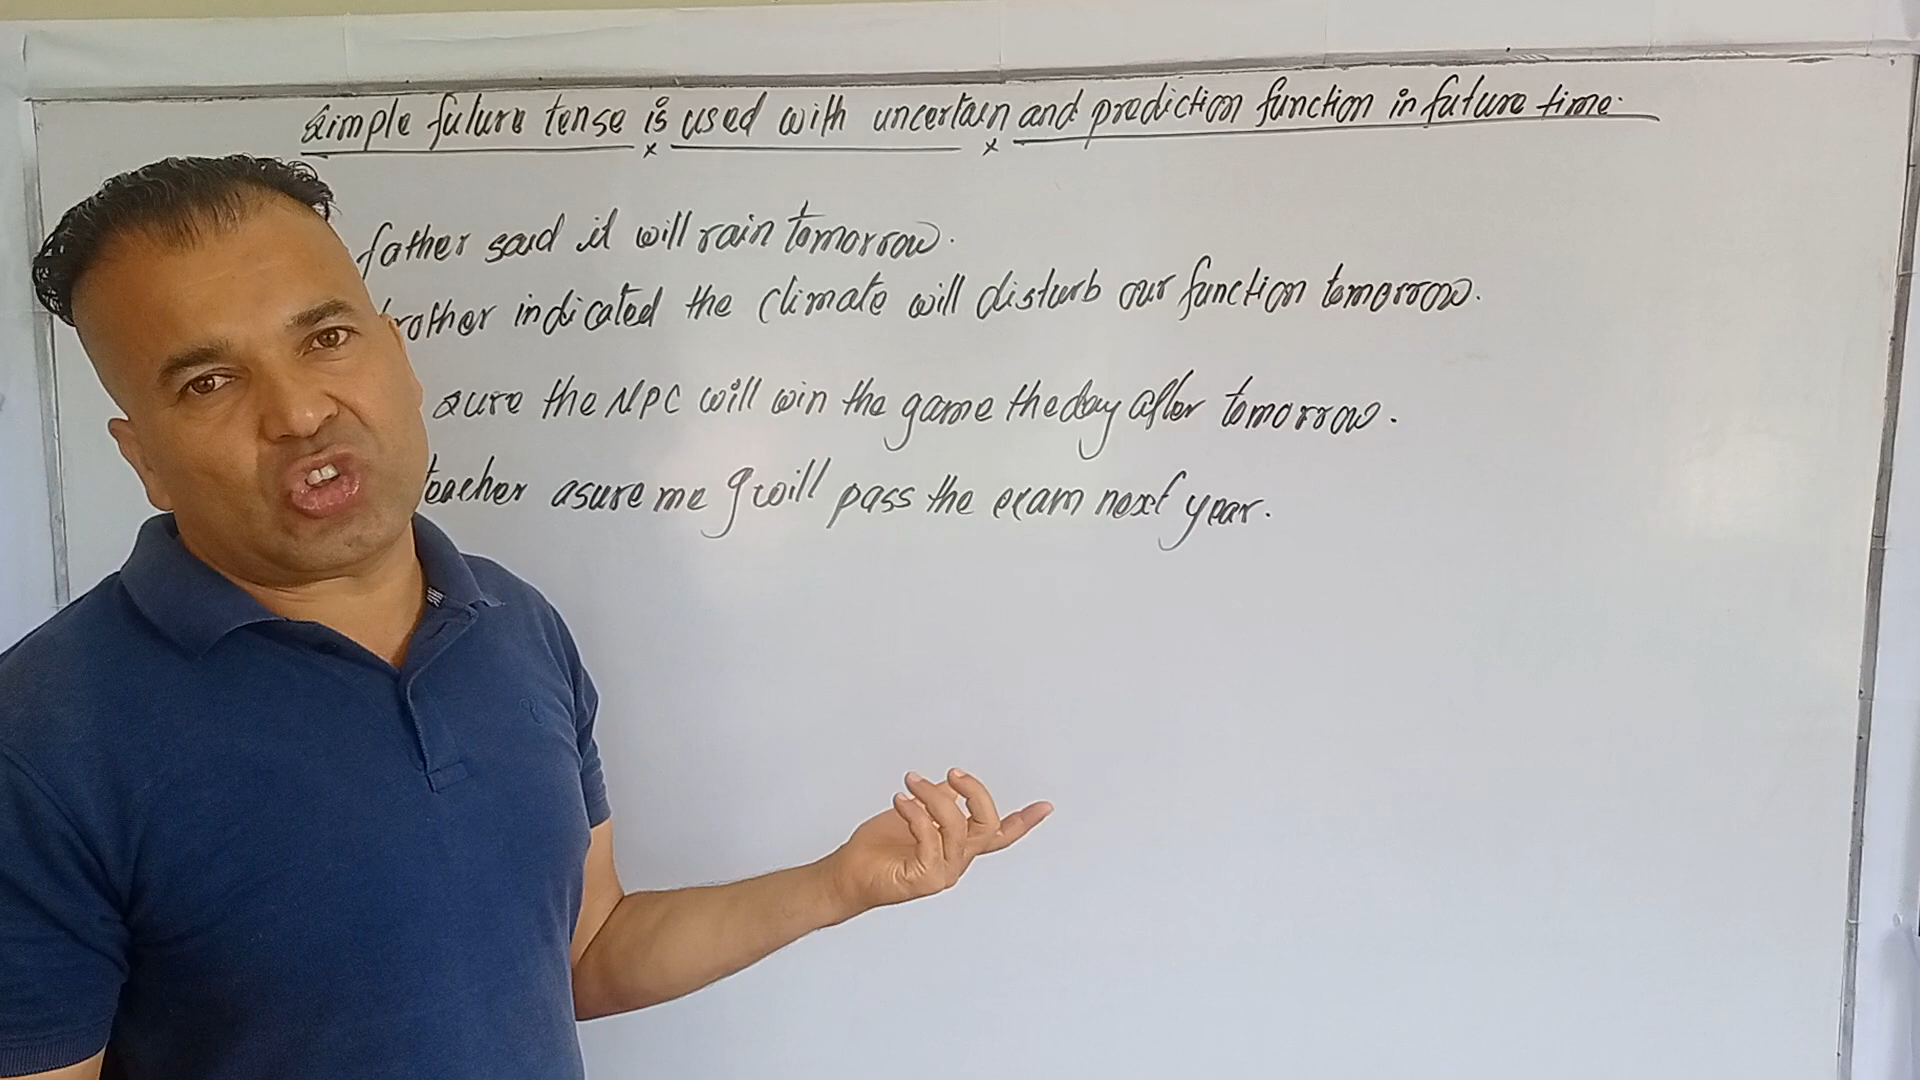 Simple future tense is used with uncertain and prediction function in future time.
father said it will rain tomorrow.
rother indicated the climate will disturb our function tomorrow.
sure the NPC will win the game the day after tomorrow.
teacher asure me I will pass the exam next year.